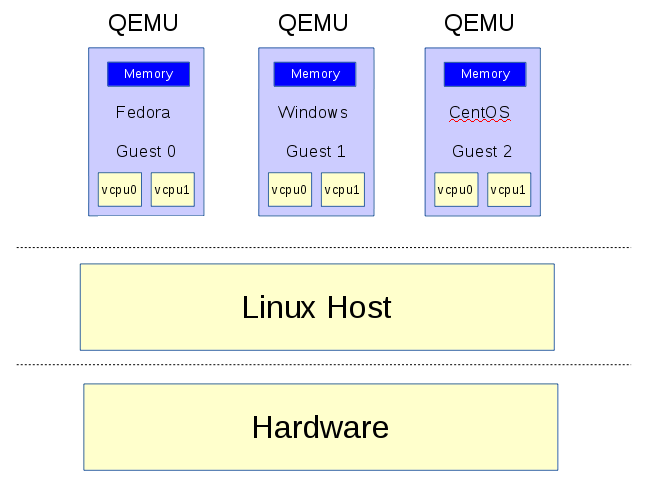 QEMU QEMU QEMU
Memory Memory Memory
Fedora Windows CentOS
Guest 0 Guest 1 Guest 2
vcpu0 vcpu1 vcpu0 vcpu1 vcpu0 vcpu1
Linux Host
Hardware